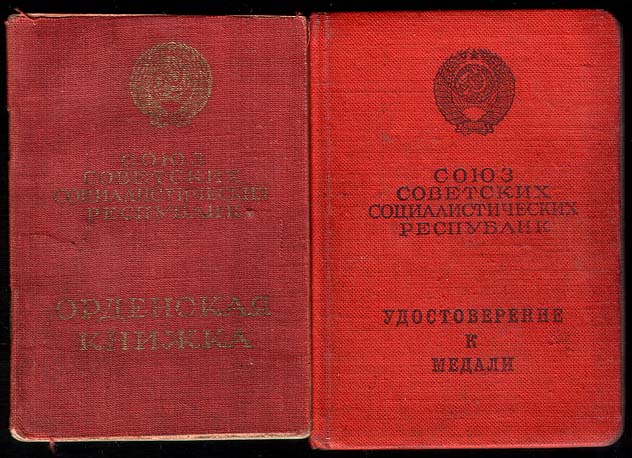 СОЮЗ
СОВЕТСКИХ
СОЦИАЛИСТИЧЕСКИХ
РЕСПУБЛИК
ОРДЕНСКАЯ
КНИЖКА
СОЮЗ
СОВЕТСКИХ
СОЦИАЛИСТИЧЕСКИХ
РЕСПУБЛИК
УДОСТОВЕРЕНИЕ
К
МЕДАЛИ